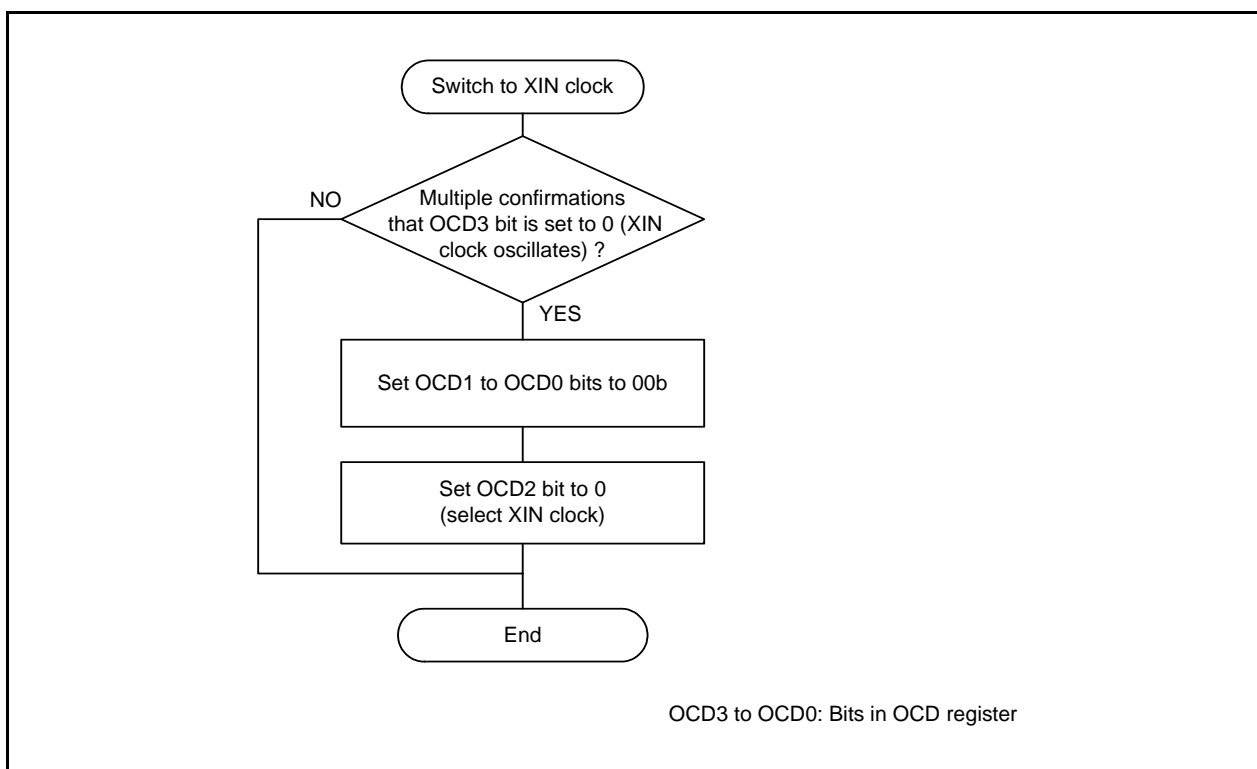 Switch to XIN clock
NO
Multiple confirmations
that OCD3 bit is set to 0 (XIN
clock oscillates) ?
YES
Set OCD1 to OCD0 bits to 00b
Set OCD2 bit to 0
(select XIN clock)
End
OCD3 to OCD0: Bits in OCD register